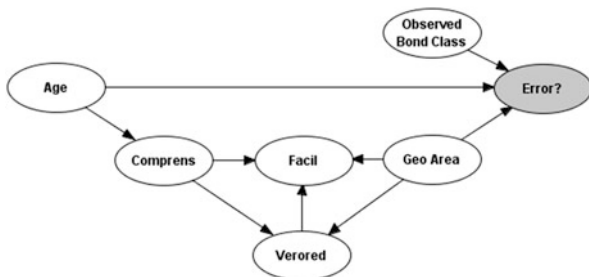 Observed
Bond Class
Age
Error?
Comprens
Facil
Geo Area
Verored